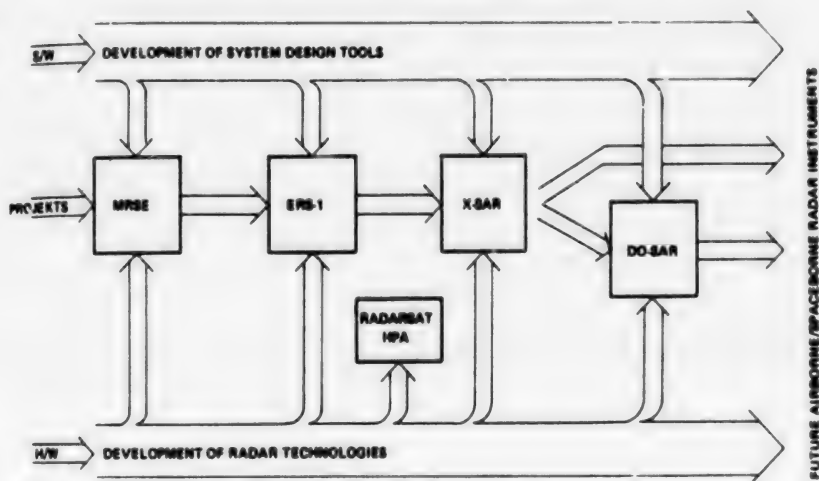 S/W
DEVELOPMENT OF SYSTEM DESIGN TOOLS
PROJEKTS
MRSE
ERS-1
X-SAR
DO-SAR
RADARSAT
HPA
H/W
DEVELOPMENT OF RADAR TECHNOLOGIES
FUTURE AIRBORNE/SPACEBORNE RADAR INSTRUMENTS